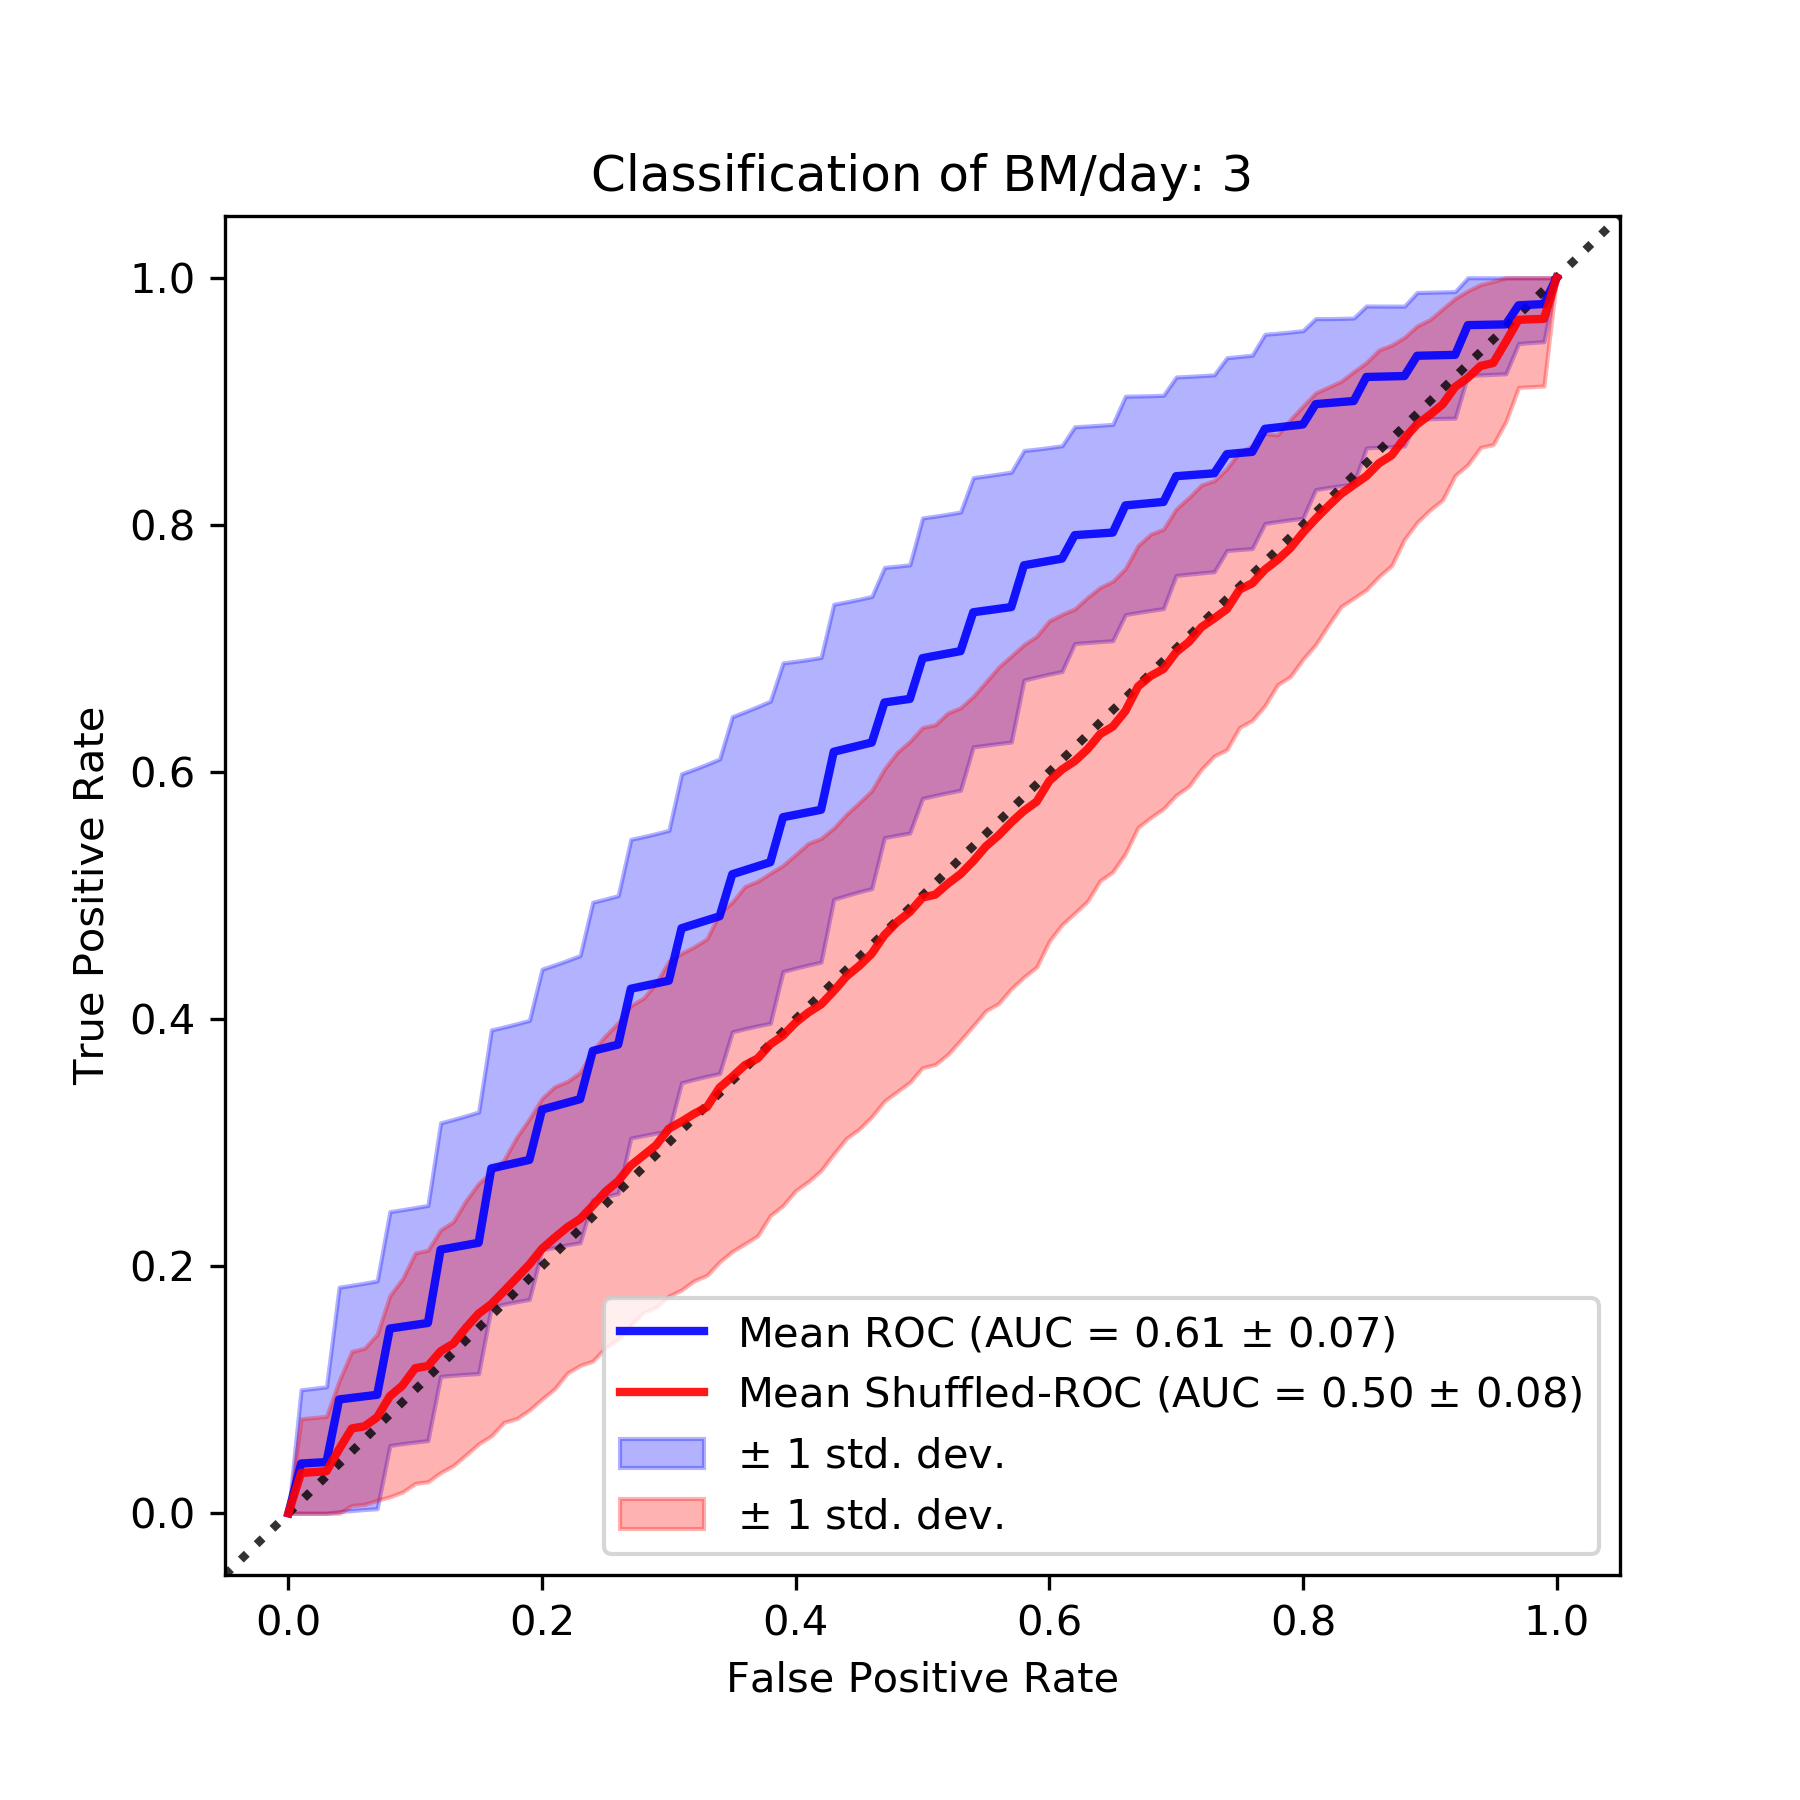 Classification of BM/day: 3
True Positive Rate
1.0
0.8
0.6
0.4
0.2
0.0
Mean ROC (AUC = 0.61 ± 0.07)
Mean Shuffled-ROC (AUC = 0.50 ± 0.08)
± 1 std. dev.
± 1 std. dev.
0.0 0.2 0.4 0.6 0.8 1.0
False Positive Rate